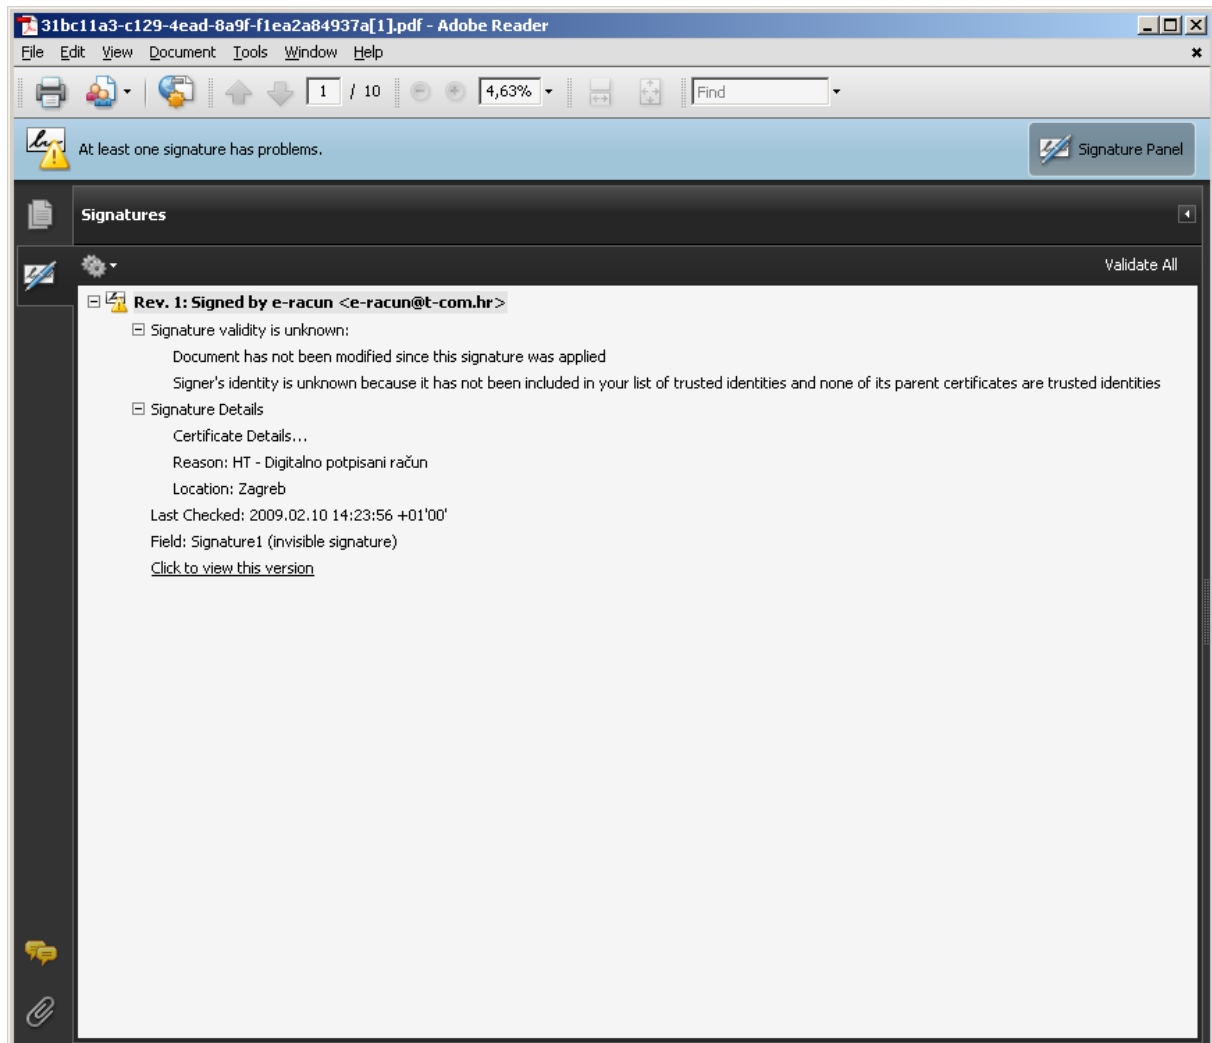 31bc11a3-c129-4ead-8a9f-f1ea2a84937a[1].pdf - Adobe Reader
File Edit View Document Tools Window Help
1 / 10 4,63% Find
At least one signature has problems.
Signature Panel
Signatures
Validate All
Rev. 1: Signed by e-racun <e-racun@t-com.hr>
Signature validity is unknown:
Document has not been modified since this signature was applied
Signer's identity is unknown because it has not been included in your list of trusted identities and none of its parent certificates are trusted identities
Signature Details
Certificate Details...
Reason: HT - Digitalno potpisani račun
Location: Zagreb
Last Checked: 2009.02.10 14:23:56 +01'00'
Field: Signature1 (invisible signature)
Click to view this version